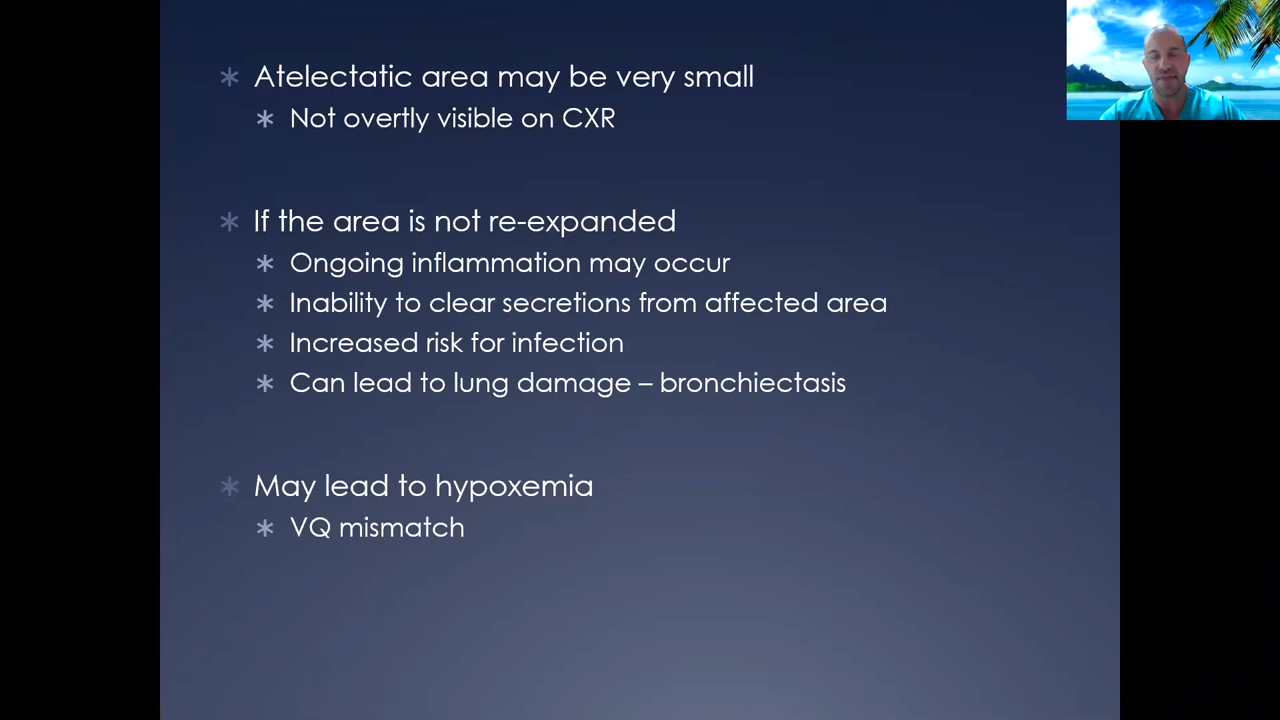 Atelectatic area may be very small
Not overtly visible on CXR
If the area is not re-expanded
Ongoing inflammation may occur
Inability to clear secretions from affected area
Increased risk for infection
Can lead to lung damage – bronchiectasis
May lead to hypoxemia
VQ mismatch